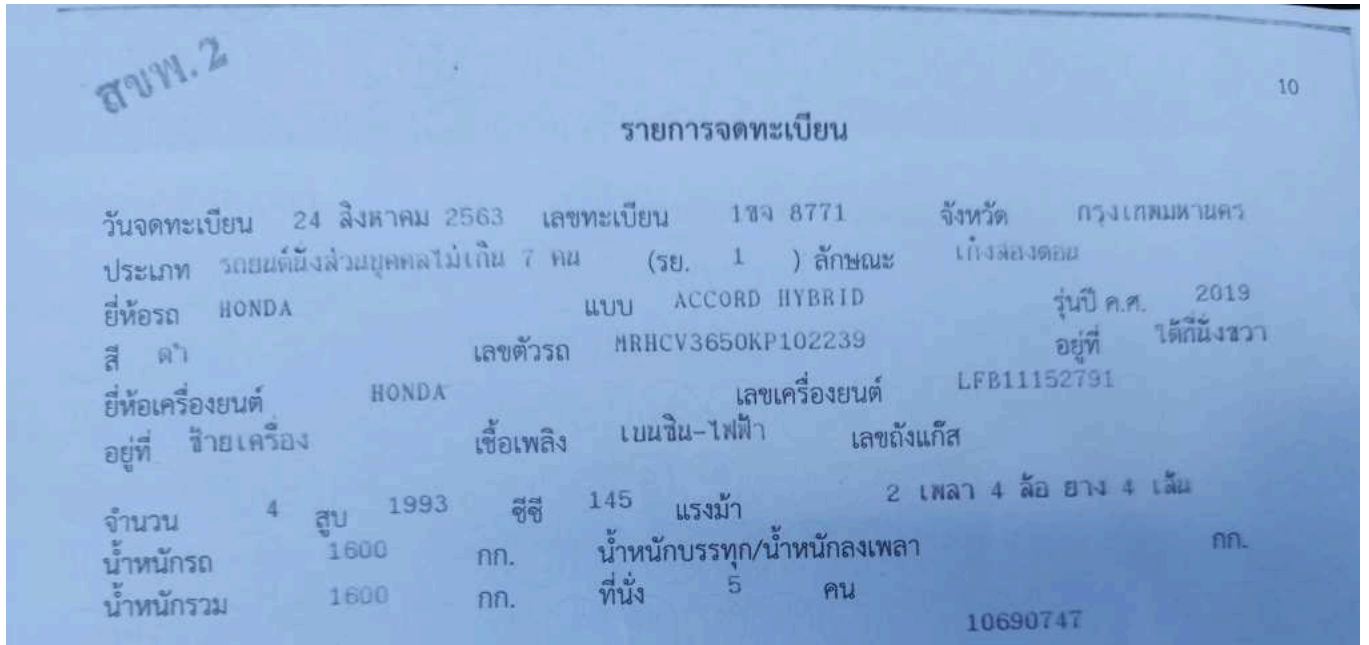 สขพ.2
10
รายการจดทะเบียน
วันจดทะเบียน 24 สิงหาคม 2563 เลขทะเบียน 1ขจ 8771 จังหวัด กรุงเทพมหานคร
ประเภท รถยนต์นั่งส่วนบุคคลไม่เกิน 7 คน (รย. 1 ) ลักษณะ เก๋งสองตอน
ยี่ห้อรถ HONDA แบบ ACCORD HYBRID รุ่นปี ค.ศ. 2019
สี ดำ เลขตัวรถ MRHCV3650KP102239 อยู่ที่ ใต้ที่นั่งขวา
ยี่ห้อเครื่องยนต์ HONDA เลขเครื่องยนต์ LFB11152791
อยู่ที่ ซ้ายเครื่อง เชื้อเพลิง เบนซิน-ไฟฟ้า เลขถังแก๊ส
จำนวน 4 สูบ 1993 ซีซี 145 แรงม้า 2 เพลา 4 ล้อ ยาง 4 เส้น
น้ำหนักรถ 1600 กก. น้ำหนักบรรทุก/น้ำหนักลงเพลา กก.
น้ำหนักรวม 1600 กก. ที่นั่ง 5 คน
10690747